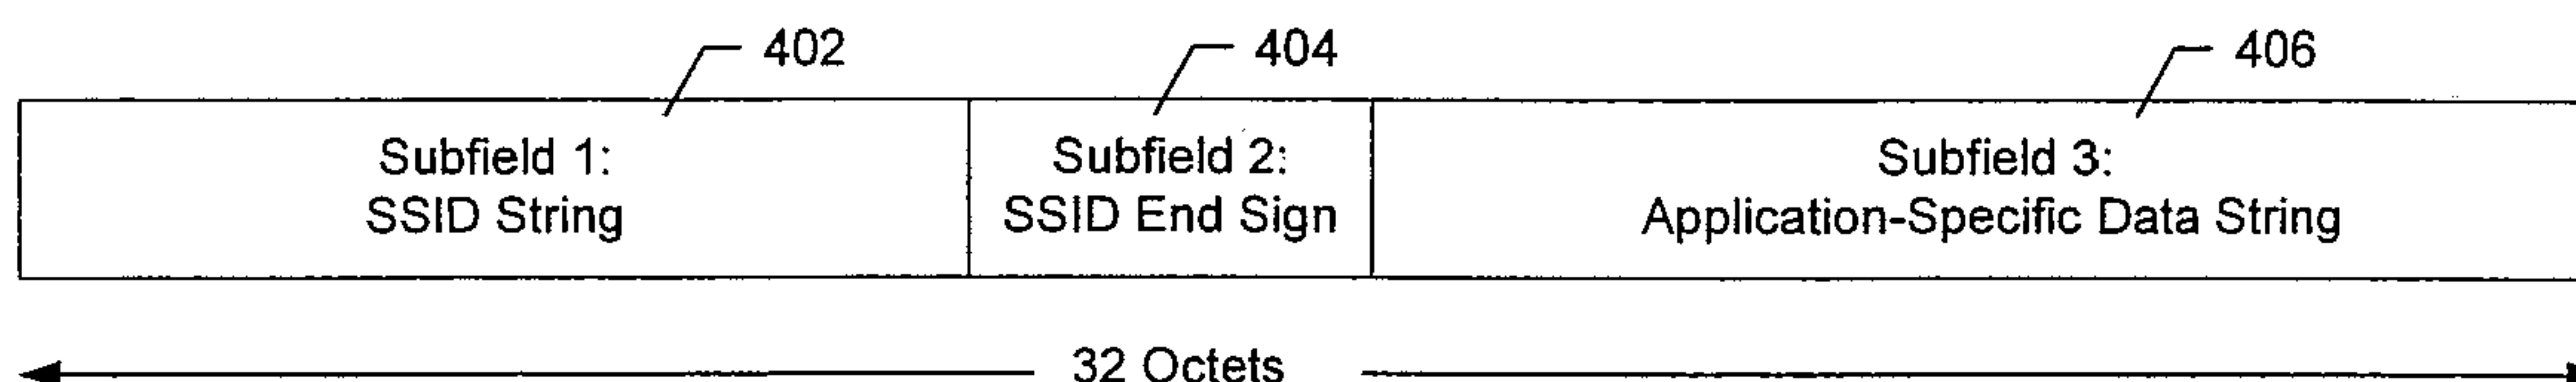 402
404
406
Subfield 1:
SSID String
Subfield 2:
SSID End Sign
Subfield 3:
Application-Specific Data String
32 Octets